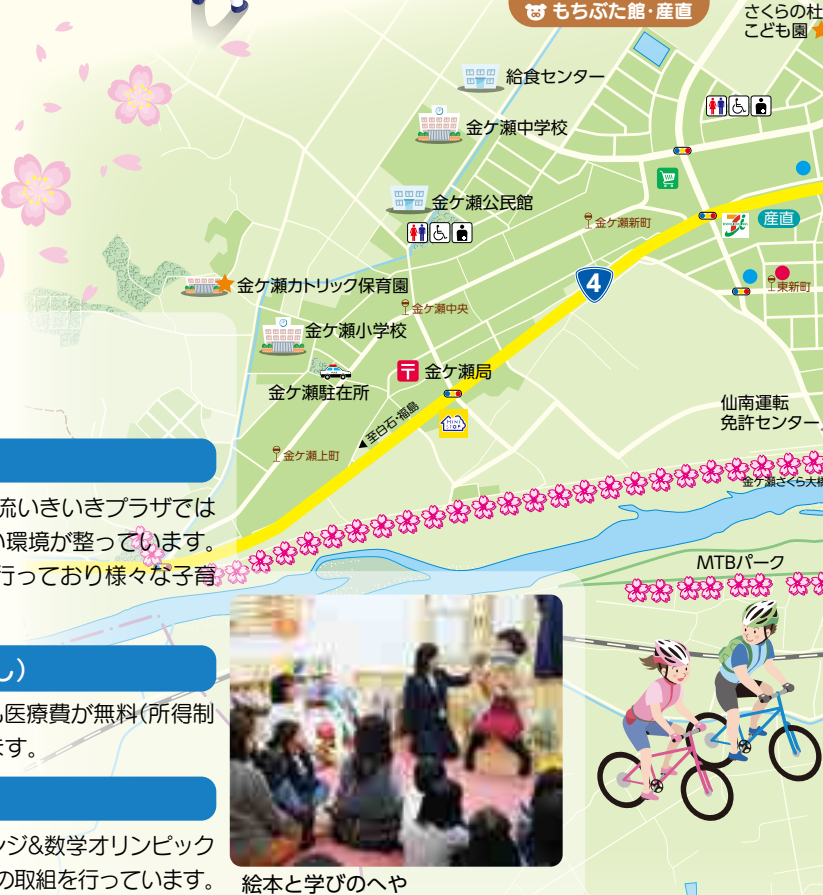 もちぶた館・産直
さくらの杜
こども園
給食センター
金ケ瀬中学校
金ケ瀬公民館
金ケ瀬新町
産直
金ケ瀬カトリック保育園
東新町
4
金ケ瀬中央
金ケ瀬小学校
金ケ瀬局
金ケ瀬駐在所
仙南運転
免許センター
至白石・福島
MINI
STOP
金ケ瀬上町
金ケ瀬さくら大橋
流いきいきプラザでは
い環境が整っています。
行っており様々な子育
MTBパーク
し）
も医療費が無料（所得制
ます。
ンジ&数学オリンピック
の取組を行っています。
絵本と学びのへや